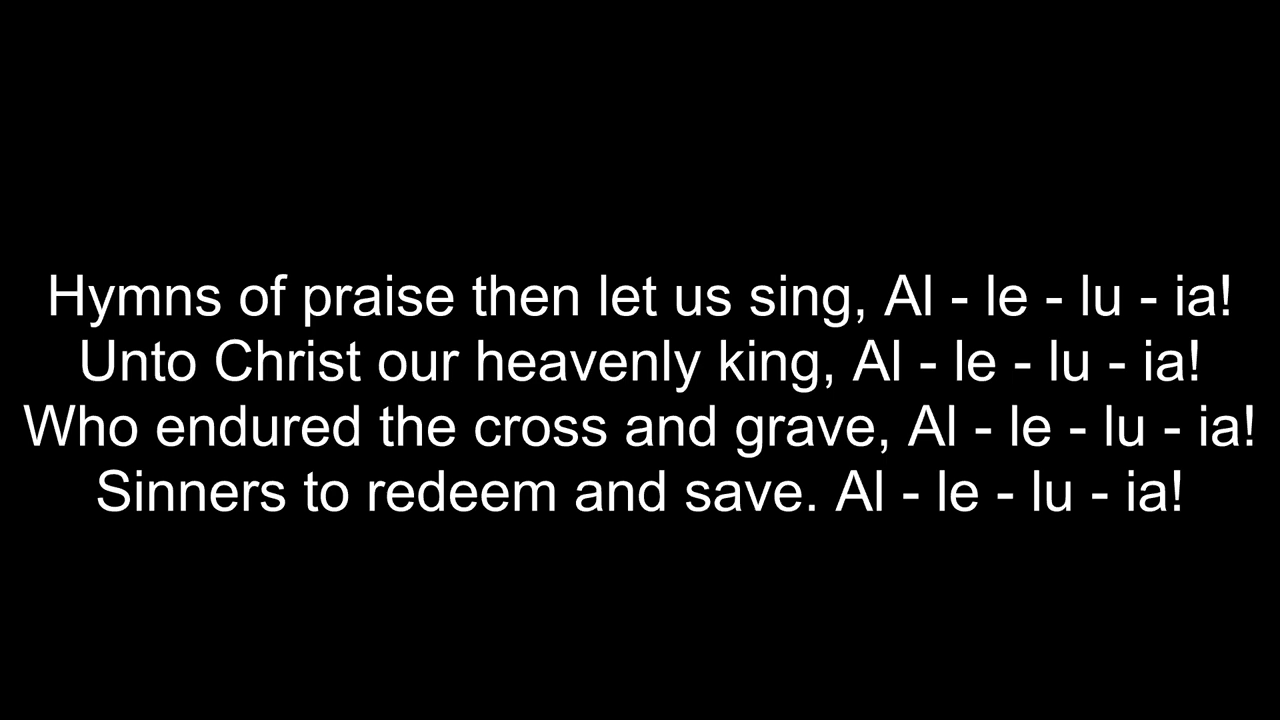 Hymns of praise then let us sing, Al - le - lu - ia!
Unto Christ our heavenly king, Al - le - lu - ia!
Who endured the cross and grave, Al - le - lu - ia!
Sinners to redeem and save. Al - le - lu - ia!